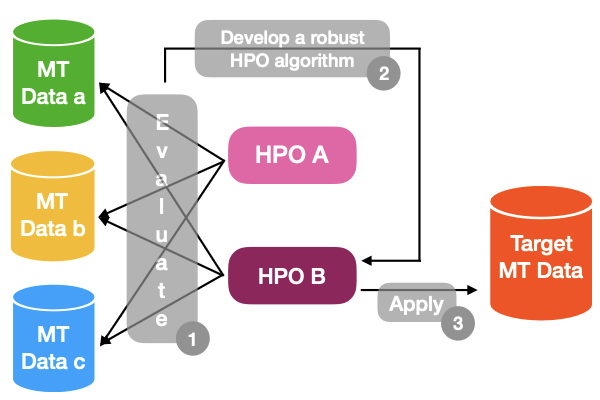 MT
Data a
MT
Data b
MT
Data c
Evaluate
1
Develop a robust
HPO algorithm
2
HPO A
HPO B
Apply
3
Target
MT Data